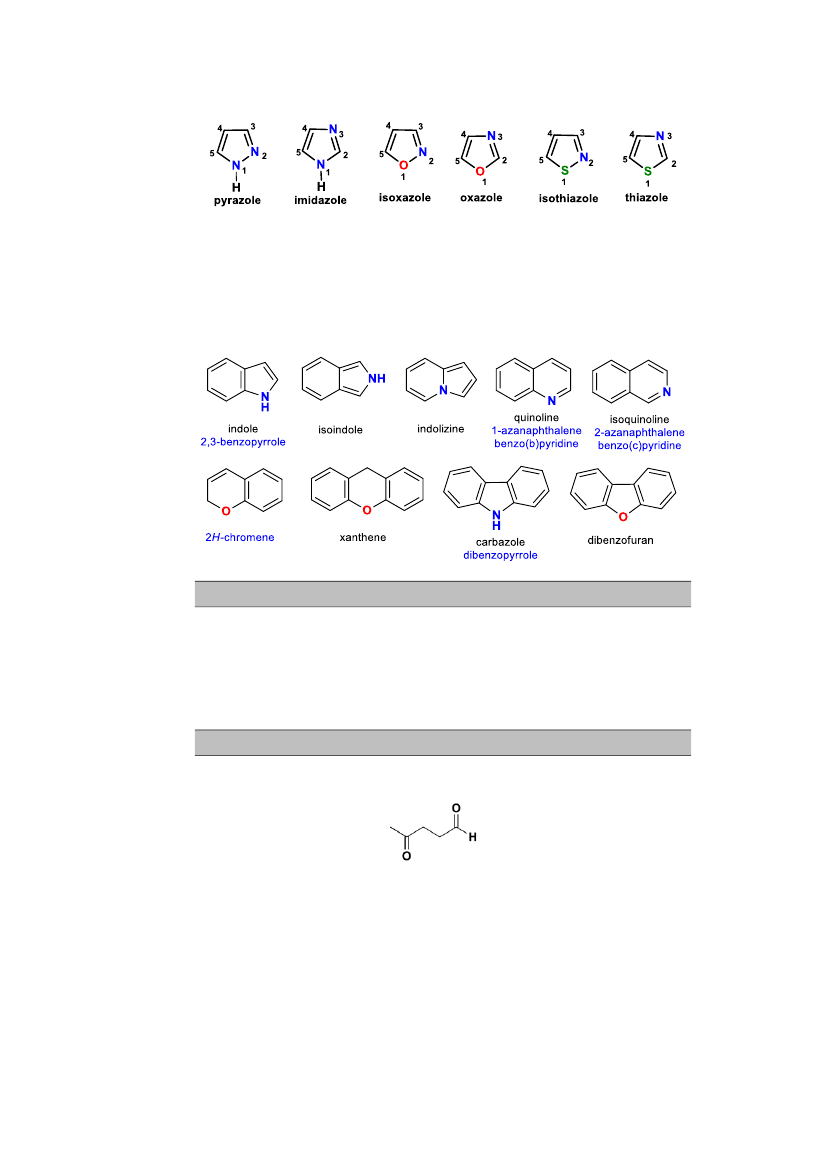 4 3 N 3 4 3 N 3 4 3 N 3
4 4 4
5 N 2 5 2 5 N 2 5 2 5 N 2 5 2
N 1 N 1 O O S S
H H 1 1 1 1
pyrazole imidazole isoxazole oxazole isothiazole thiazole
NH N N N
N
H
indole isoindole indolizine quinoline isoquinoline
2,3-benzopyrrole 1-azanaphthalene 2-azanaphthalene
benzo(b)pyridine benzo(c)pyridine
O O N O
H
2H-chromene xanthene carbazole dibenzofuran
dibenzopyrrole
O
H
O